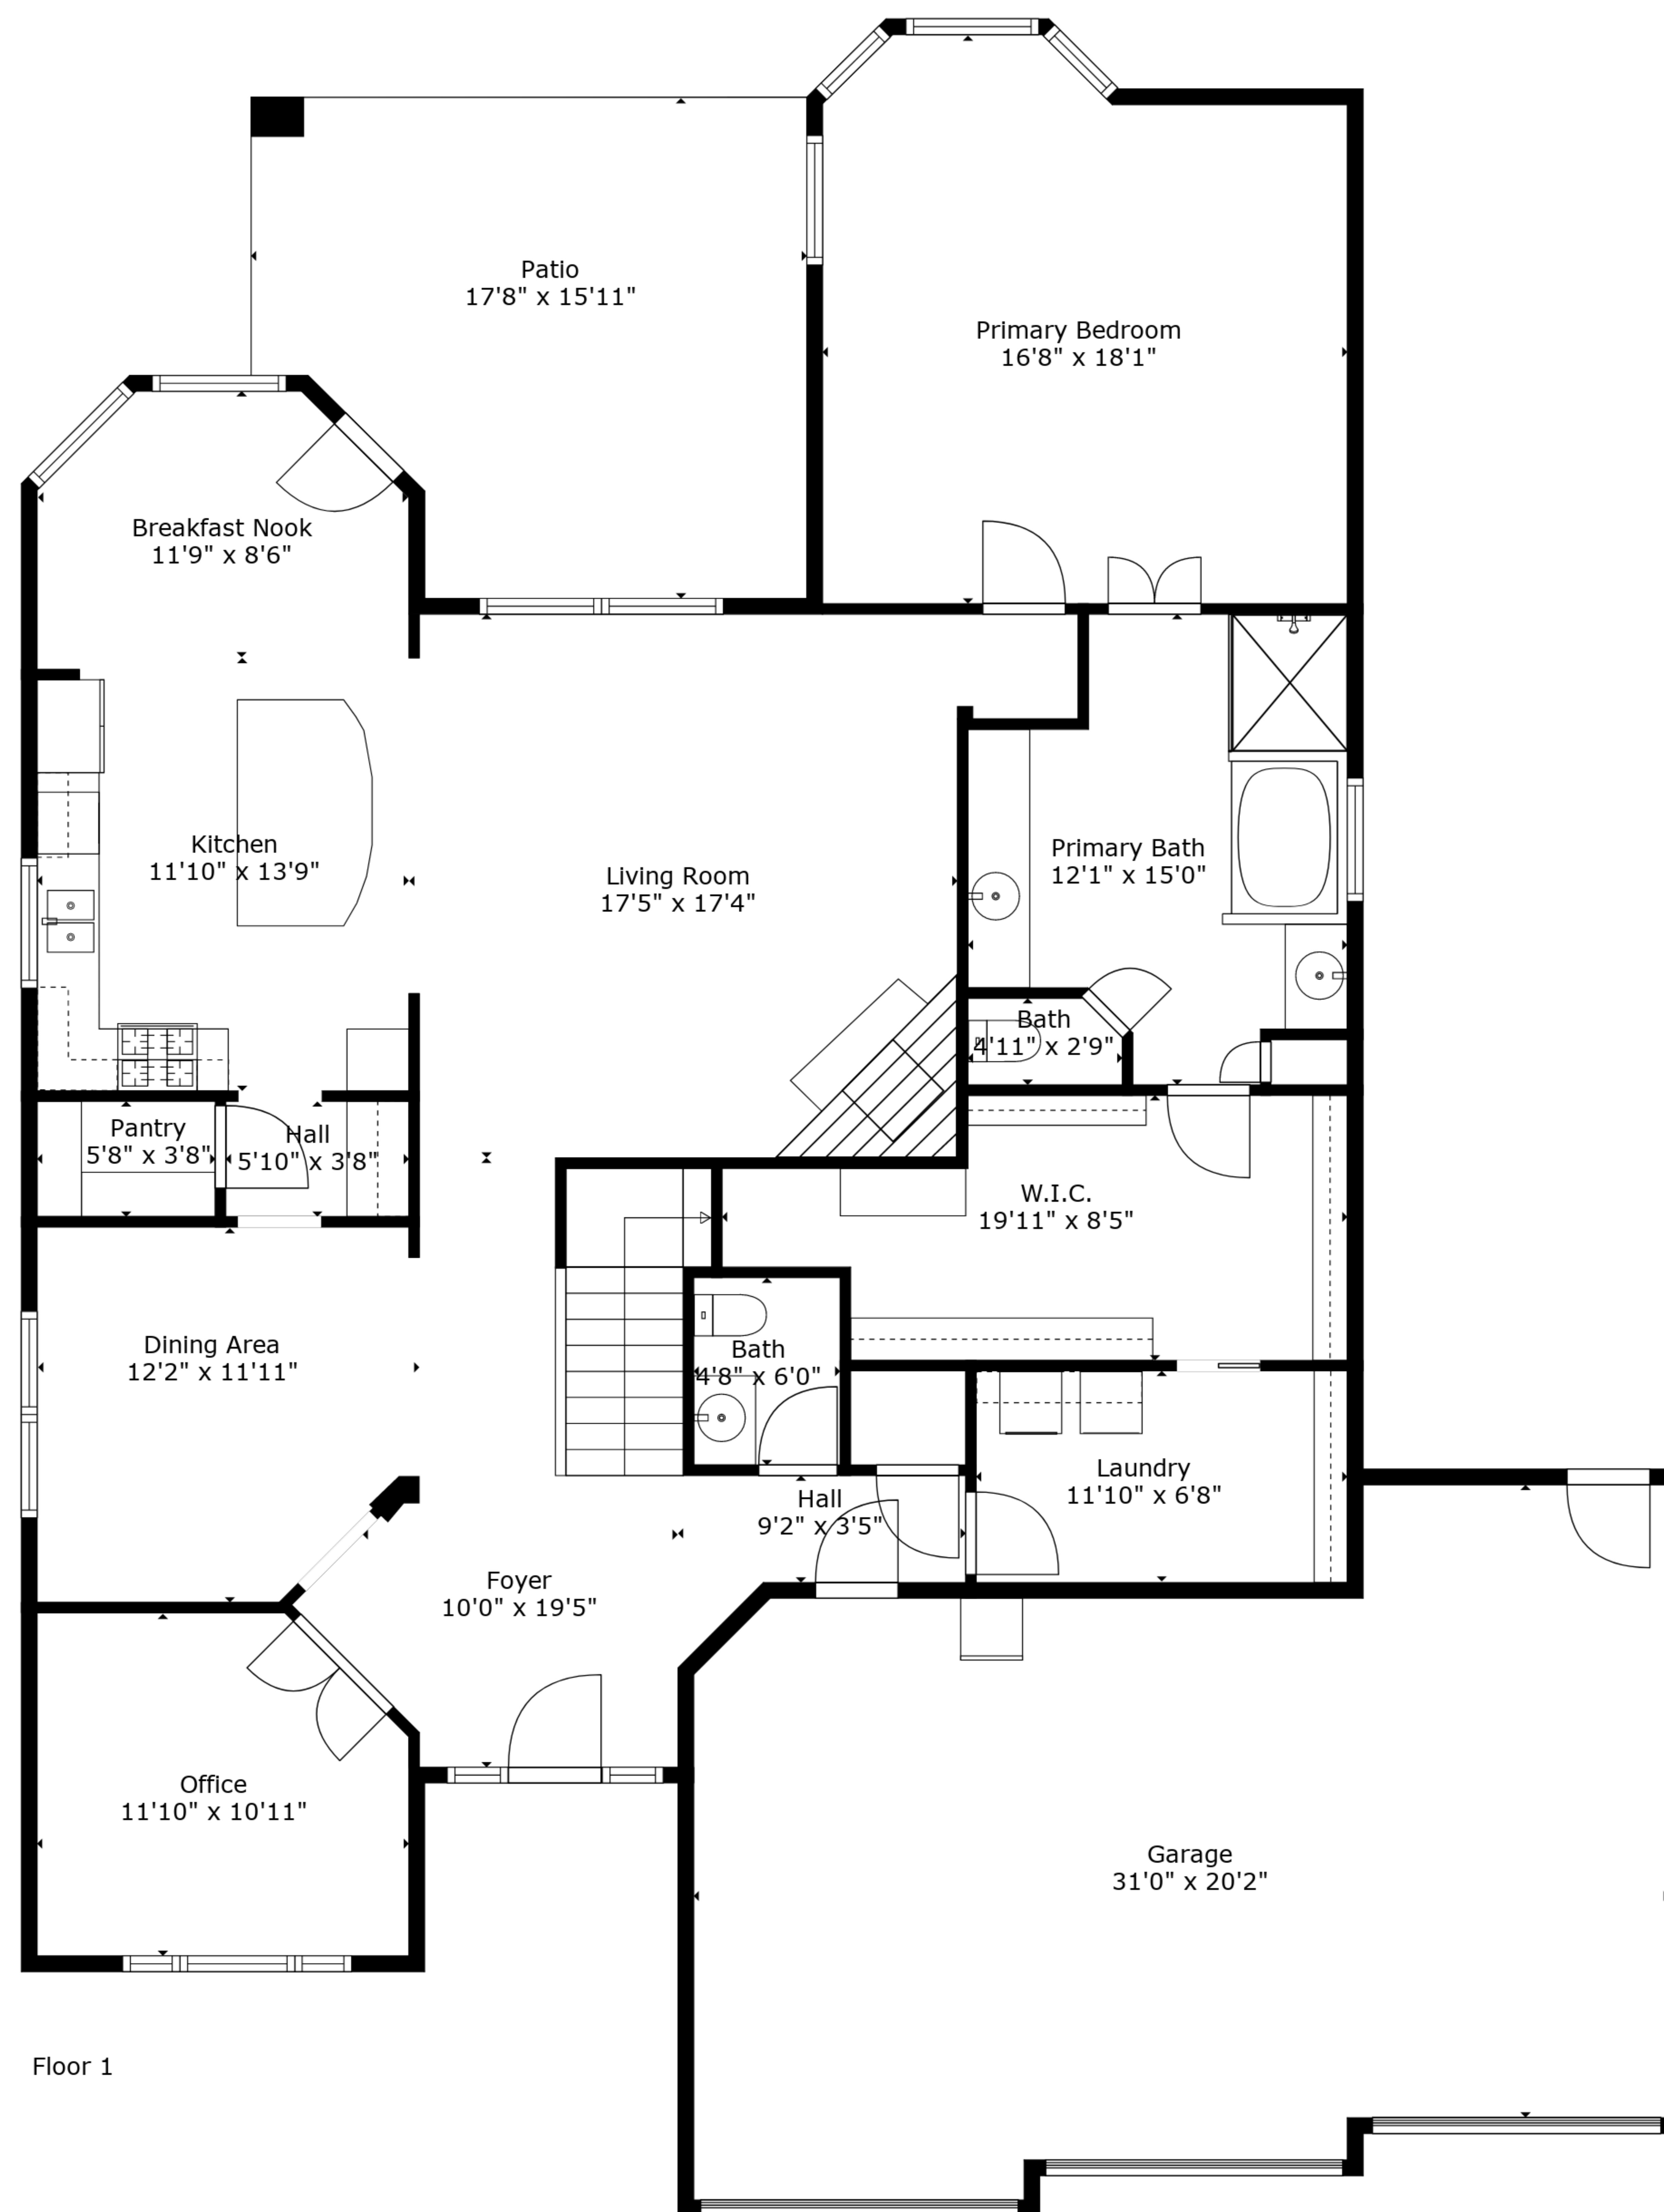 Patio
17'8" x 15'11"
Primary Bedroom
16'8" x 18'1"
Breakfast Nook
11'9" x 8'6"
Kitchen
11'10" x 13'9"
Living Room
17'5" x 17'4"
Primary Bath
12'1" x 15'0"
Bath
4'11" x 2'9"
Pantry
5'8" x 3'8"
Hall
5'10" x 3'8"
W.I.C.
19'11" x 8'5"
Dining Area
12'2" x 11'11"
Bath
4'8" x 6'0"
Laundry
11'10" x 6'8"
Hall
9'2" x 3'5"
Foyer
10'0" x 19'5"
Office
11'10" x 10'11"
Garage
31'0" x 20'2"
Floor 1